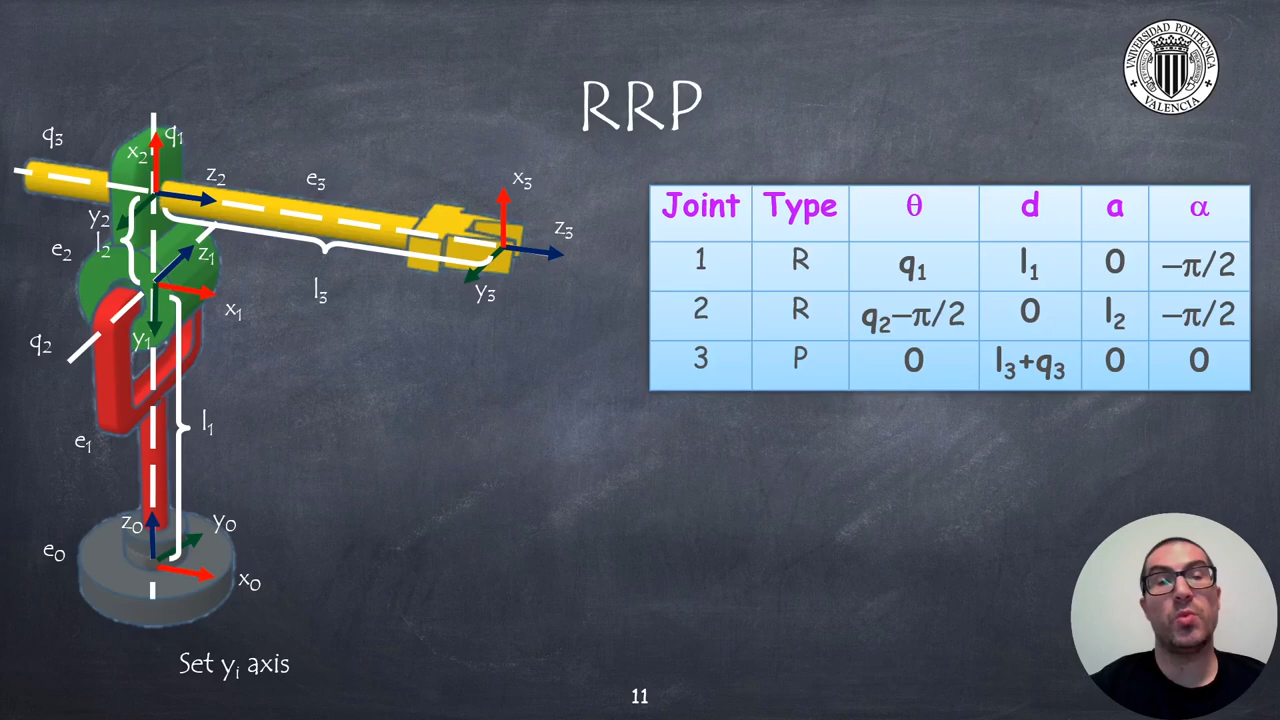 RRP
UNIVERSIDAD POLITECNICA
VALENCIA
q3
q1
x2
z2
e3
x3
y2
l2
e2
z1
z3
l3
y3
x1
q2
y1
l1
e1
z0
y0
e0
x0
Set yi axis
Joint Type θ d a α
1 R q1 l1 0 –π/2
2 R q2–π/2 0 l2 –π/2
3 P 0 l3+q3 0 0
11